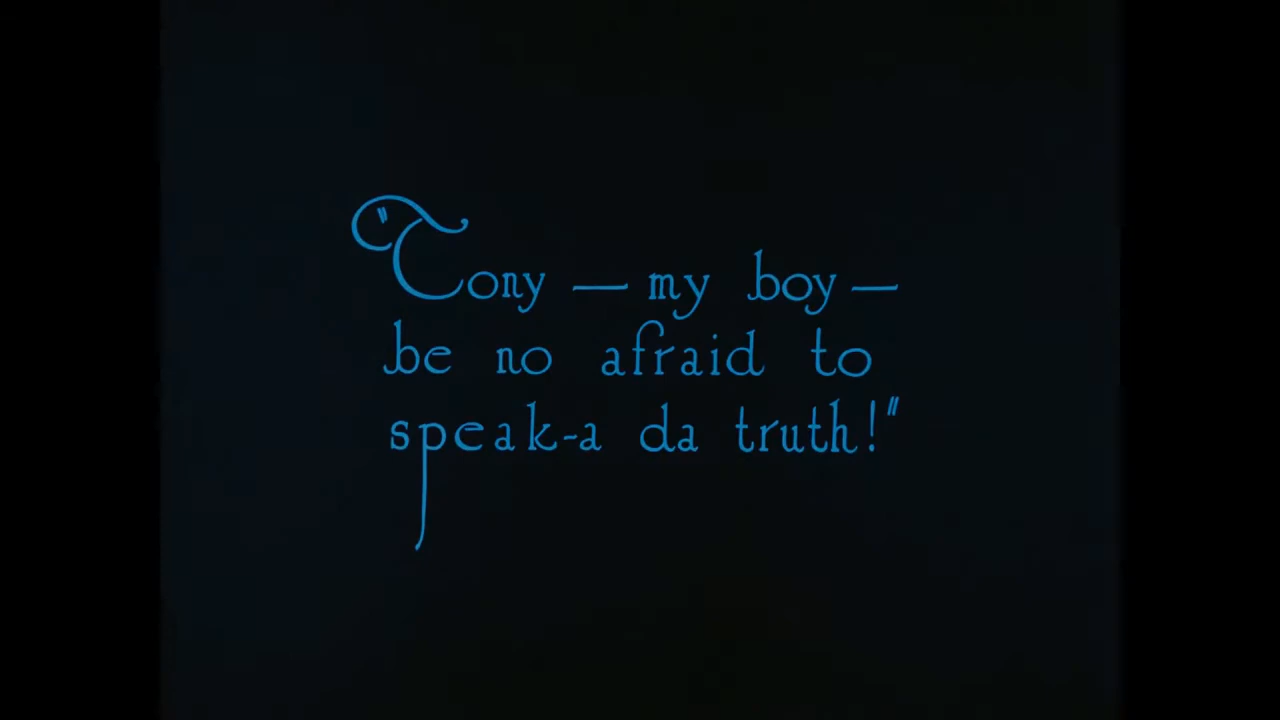 "Tony — my boy —
be no afraid to
speak-a da truth!"